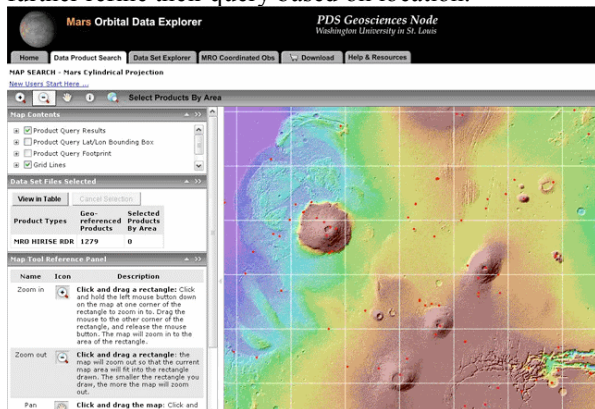 further refine their query based on location.
Mars Orbital Data Explorer
PDS Geosciences Node
Washington University in St. Louis
Home Data Product Search Data Set Explorer MRO Coordinated Obs Download Help & Resources
MAP SEARCH - Mars Cylindrical Projection
New Users Start Here ...
Select Products By Area
Map Contents
Product Query Results
Product Query Lat/Lon Bounding Box
Product Query Footprint
Grid Lines
Data Set Files Selected
View in Table Cancel Selection
Product Types Geo-referenced Products Selected Products By Area
MRO HIRISE RDR 1279 0
Map Tool Reference Panel
Name Icon Description
Zoom in Click and drag a rectangle: Click
and hold the left mouse button down
on the map at one corner of the
rectangle to zoom in to. Drag the
mouse to the other corner of the
rectangle, and release the mouse
button. The map will zoom in to the
area of the rectangle.
Zoom out Click and drag a rectangle: the
map will zoom out so that the current
map area will fit into the rectangle
drawn. The smaller the rectangle you
draw, the more the map will zoom
out.
Pan Click and drag the map: Click and